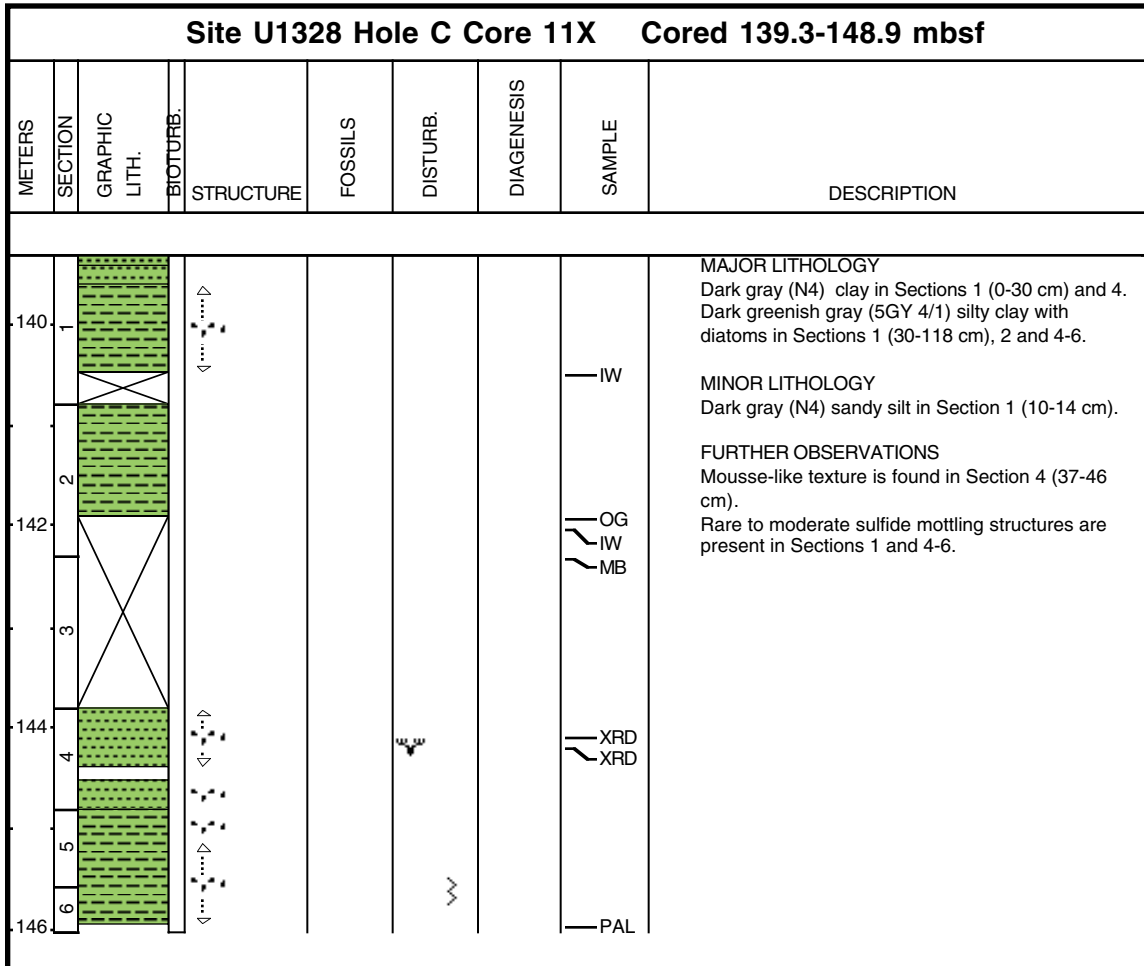 Site U1328 Hole C Core 11X Cored 139.3-148.9 mbsf
METERS
SECTION
GRAPHIC
LITH.
BIOTURB.
STRUCTURE
FOSSILS
DISTURB.
DIAGENESIS
SAMPLE
DESCRIPTION
140
142
144
146
1
2
3
4
5
6
IW
OG
IW
MB
XRD
XRD
PAL
MAJOR LITHOLOGY
Dark gray (N4) clay in Sections 1 (0-30 cm) and 4.
Dark greenish gray (5GY 4/1) silty clay with
diatoms in Sections 1 (30-118 cm), 2 and 4-6.
MINOR LITHOLOGY
Dark gray (N4) sandy silt in Section 1 (10-14 cm).
FURTHER OBSERVATIONS
Mousse-like texture is found in Section 4 (37-46
cm).
Rare to moderate sulfide mottling structures are
present in Sections 1 and 4-6.